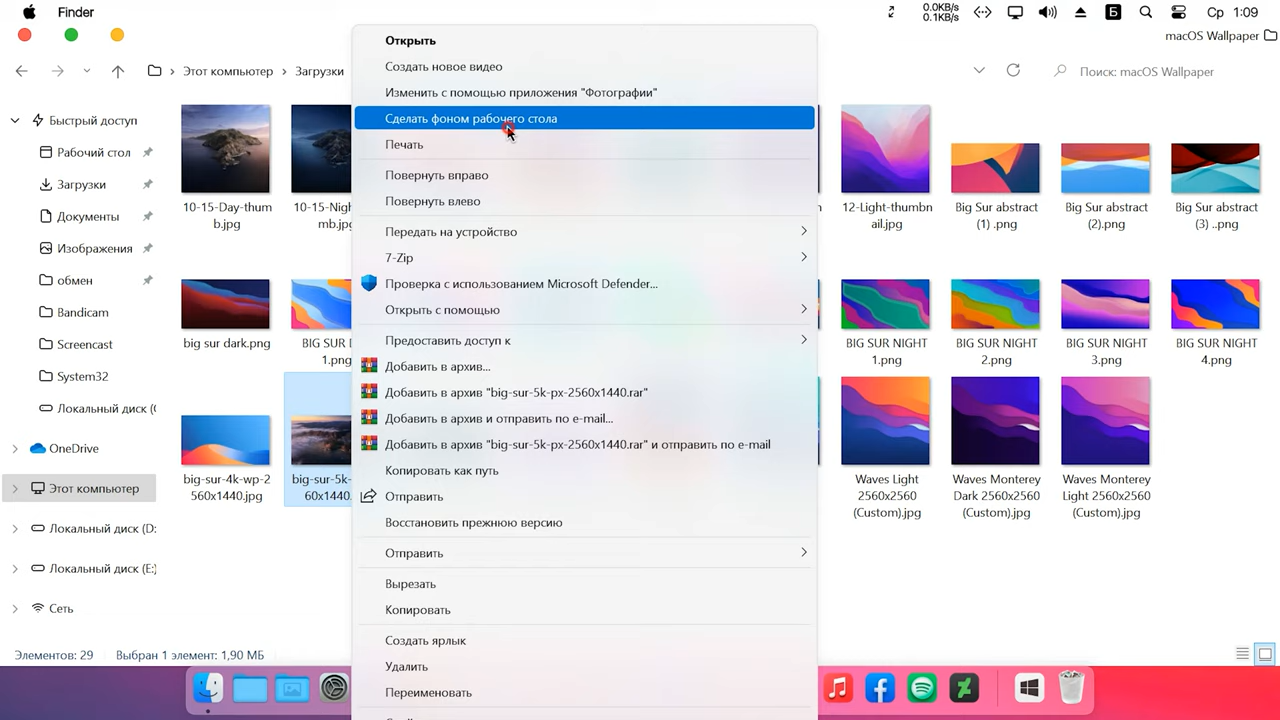 Finder
0.0KB/s
0.1KB/s
Б
Ср 1:09
macOS Wallpaper
Этот компьютер
Загрузки
Поиск: macOS Wallpaper
Быстрый доступ
Рабочий стол
Загрузки
Документы
Изображения
обмен
Bandicam
Screencast
System32
Локальный диск (C
OneDrive
Этот компьютер
Локальный диск (D:
Локальный диск (E:)
Сеть
10-15-Day-thum
b.jpg
10-15-Nigh
mb.jpg
12-Light-thumbn
ail.jpg
Big Sur abstract
(1) .png
Big Sur abstract
(2).png
Big Sur abstract
(3) ..png
big sur dark.png
BIG SUR D
1.png
BIG SUR NIGHT
1.png
BIG SUR NIGHT
2.png
BIG SUR NIGHT
3.png
BIG SUR NIGHT
4.png
big-sur-4k-wp-2
560x1440.jpg
big-sur-5k-
60x1440.
Waves Light
2560x2560
(Custom).jpg
Waves Monterey
Dark 2560x2560
(Custom).jpg
Waves Monterey
Light 2560x2560
(Custom).jpg
Открыть
Создать новое видео
Изменить с помощью приложения "Фотографии"
Сделать фоном рабочего стола
Печать
Повернуть вправо
Повернуть влево
Передать на устройство
7-Zip
Проверка с использованием Microsoft Defender...
Открыть с помощью
Предоставить доступ к
Добавить в архив...
Добавить в архив "big-sur-5k-px-2560x1440.rar"
Добавить в архив и отправить по e-mail...
Добавить в архив "big-sur-5k-px-2560x1440.rar" и отправить по e-mail
Копировать как путь
Отправить
Восстановить прежнюю версию
Отправить
Вырезать
Копировать
Создать ярлык
Удалить
Переименовать
Элементов: 29
Выбран 1 элемент: 1,90 МБ